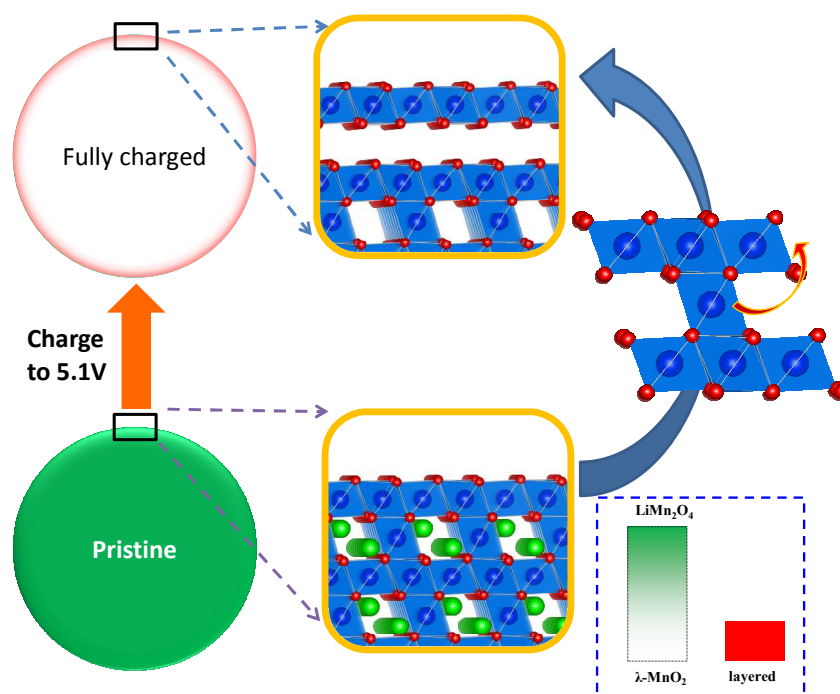 Fully charged
Charge
to 5.1V
Pristine
LiMn₂O₄
λ-MnO₂
layered